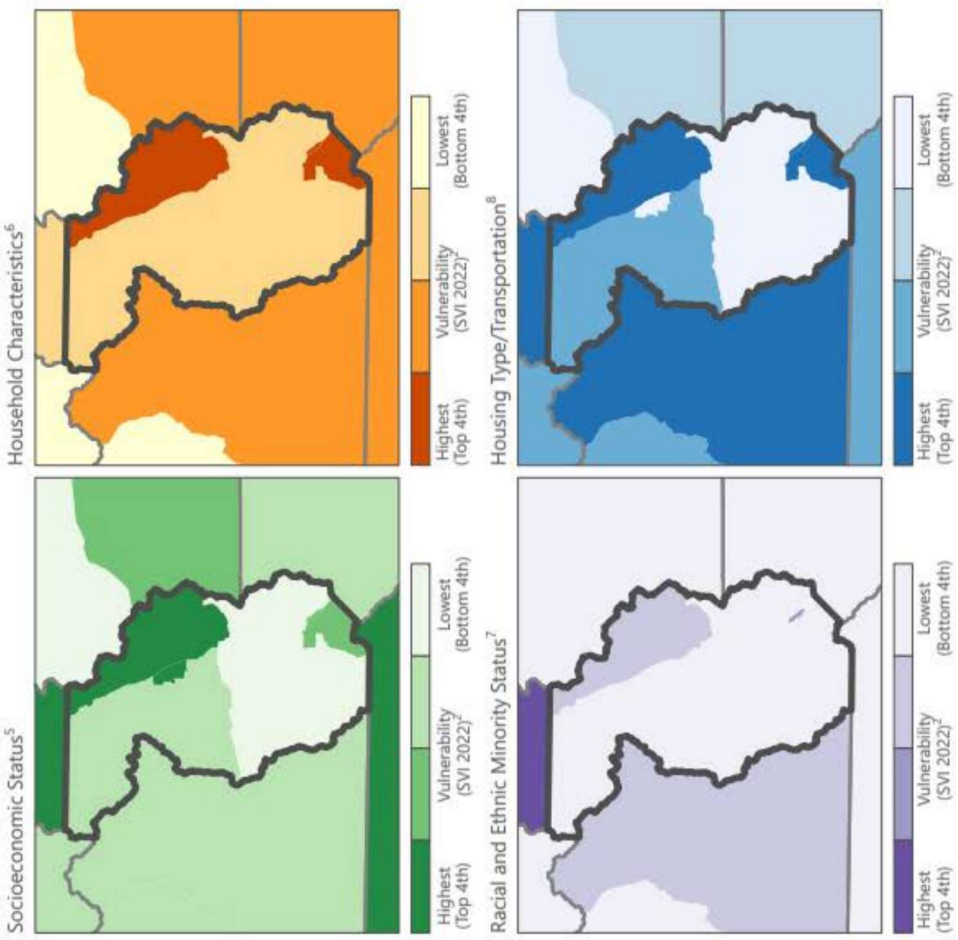 Socioeconomic Status⁵
Highest
(Top 4th)
Vulnerability
(SVI 2022)²
Lowest
(Bottom 4th)
Household Characteristics⁶
Highest
(Top 4th)
Vulnerability
(SVI 2022)²
Lowest
(Bottom 4th)
Racial and Ethnic Minority Status⁷
Highest
(Top 4th)
Vulnerability
(SVI 2022)²
Lowest
(Bottom 4th)
Housing Type/Transportation⁸
Highest
(Top 4th)
Vulnerability
(SVI 2022)²
Lowest
(Bottom 4th)